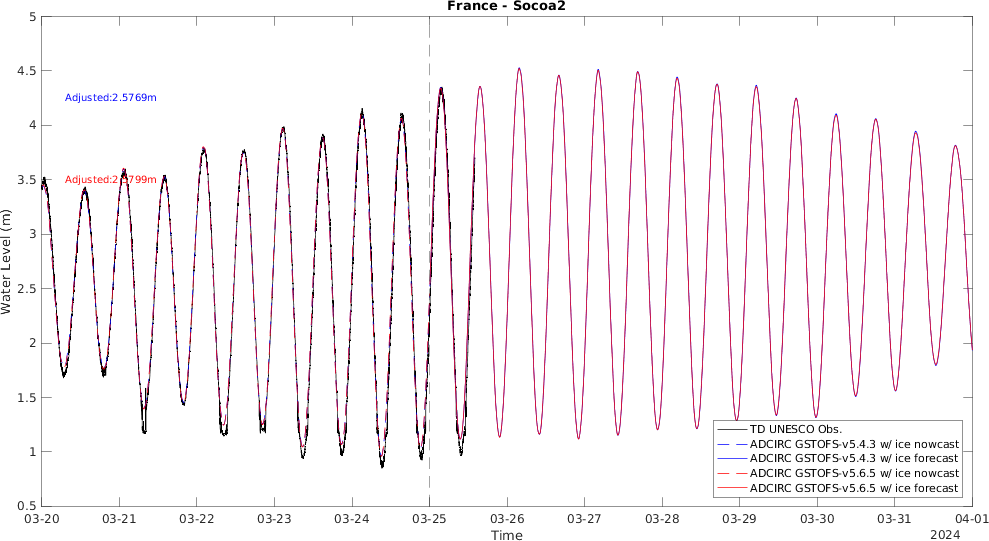 France - Socoa2
5
4.5
4
3.5
3
2.5
2
1.5
1
0.5
Water Level (m)
Adjusted:2.5769m
Adjusted:2.5799m
TD UNESCO Obs.
ADCIRC GSTOFS-v5.4.3 w/ ice nowcast
ADCIRC GSTOFS-v5.4.3 w/ ice forecast
ADCIRC GSTOFS-v5.6.5 w/ ice nowcast
ADCIRC GSTOFS-v5.6.5 w/ ice forecast
03-20 03-21 03-22 03-23 03-24 03-25 03-26 03-27 03-28 03-29 03-30 03-31 04-01
Time
2024